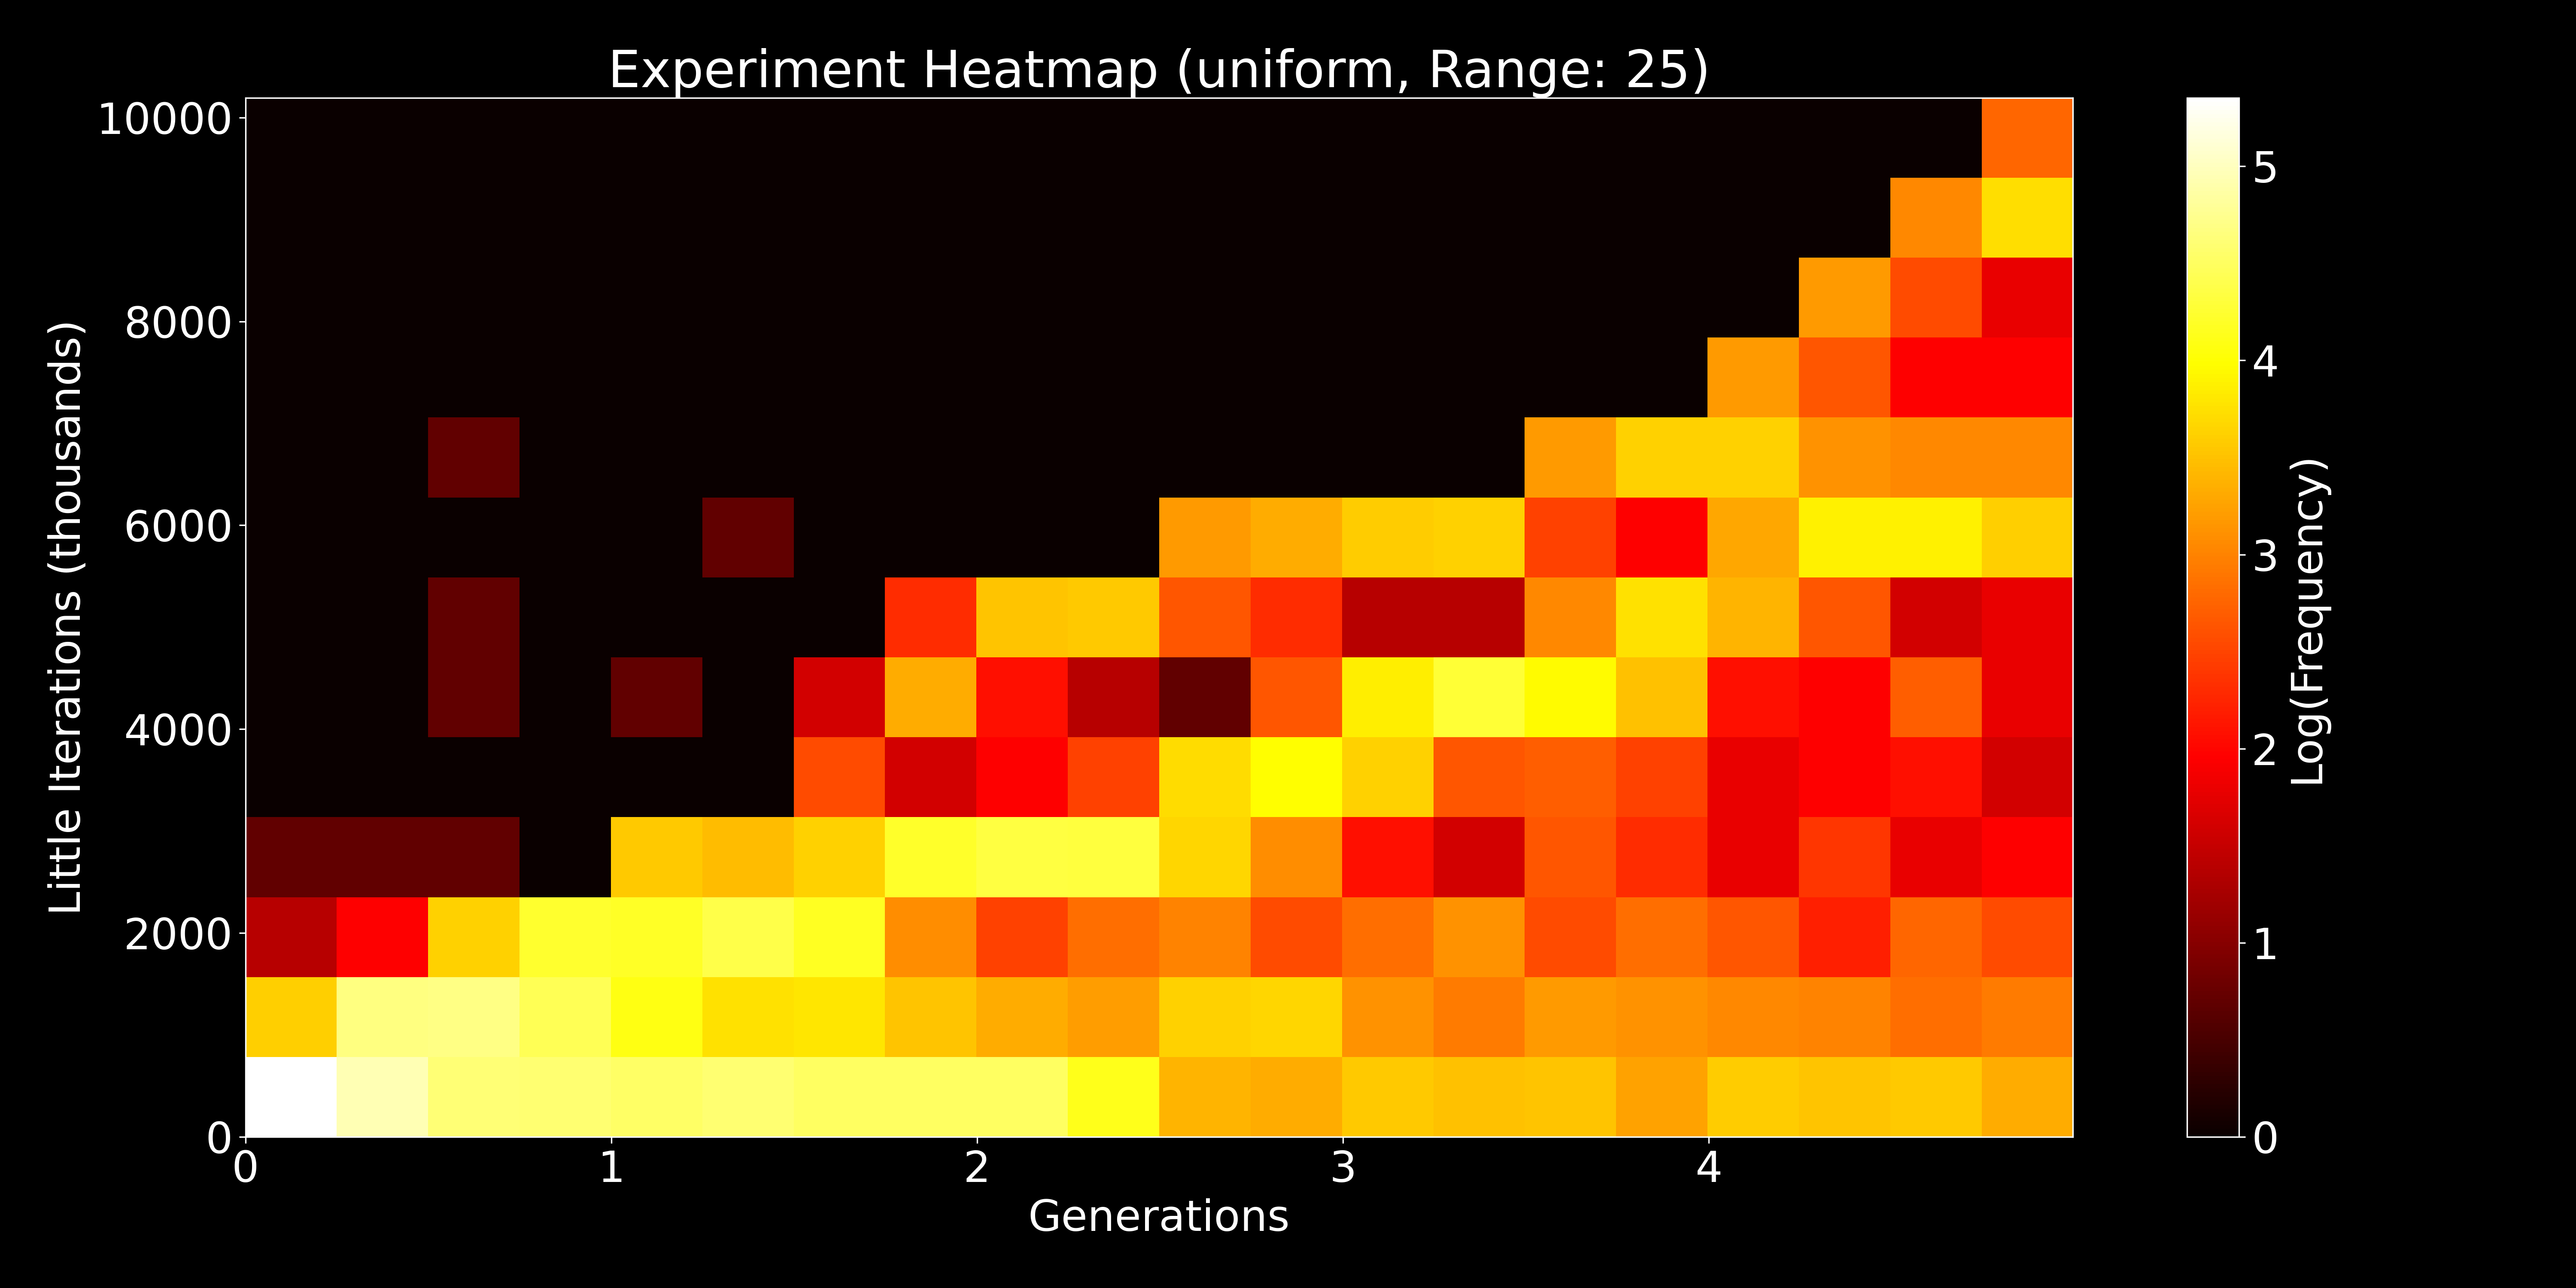 Experiment Heatmap (uniform, Range: 25)
10000
8000
6000
4000
2000
0
Little Iterations (thousands)
0 1 2 3 4
Generations
5
4
3
2
1
0
Log(Frequency)